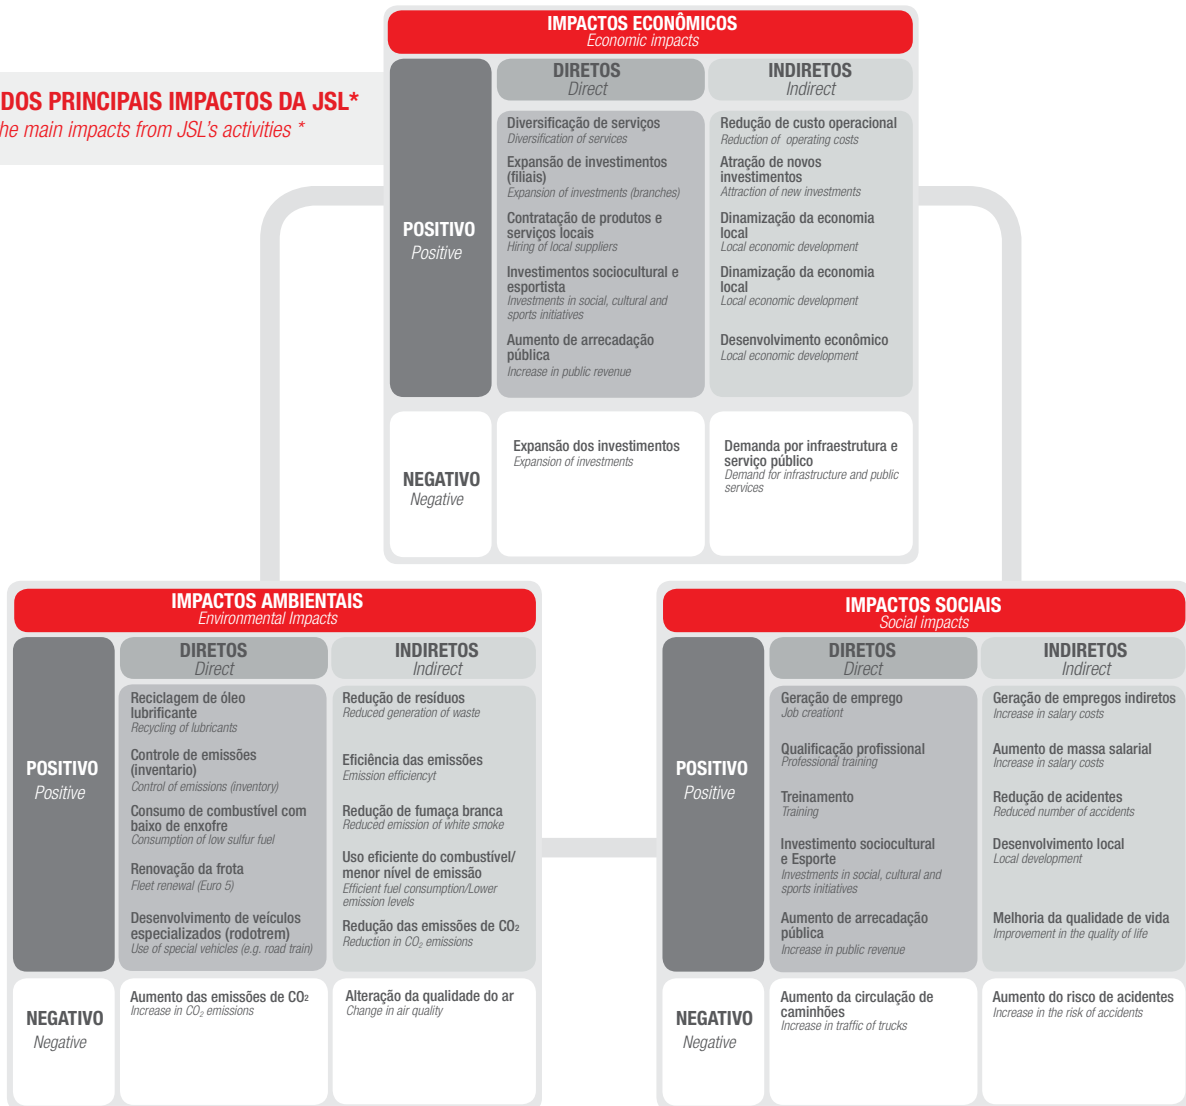 DOS PRINCIPAIS IMPACTOS DA JSL*
he main impacts from JSL's activities *
IMPACTOS ECONÔMICOS
Economic impacts
DIRETOS
Direct
INDIRETOS
Indirect
POSITIVO
Positive
Diversificação de serviços
Diversification of services
Expansão de investimentos
(filiais)
Expansion of investments (branches)
Contratação de produtos e
serviços locais
Hiring of local suppliers
Investimentos sociocultural e
esportista
Investments in social, cultural and
sports initiatives
Aumento de arrecadação
pública
Increase in public revenue
Redução de custo operacional
Reduction of operating costs
Atração de novos
investimentos
Attraction of new investments
Dinamização da economia
local
Local economic development
Dinamização da economia
local
Local economic development
Desenvolvimento econômico
Local economic development
NEGATIVO
Negative
Expansão dos investimentos
Expansion of investments
Demanda por infraestrutura e
serviço público
Demand for infrastructure and public
services
IMPACTOS AMBIENTAIS
Environmental Impacts
DIRETOS
Direct
INDIRETOS
Indirect
POSITIVO
Positive
Reciclagem de óleo
lubrificante
Recycling of lubricants
Controle de emissões
(inventario)
Control of emissions (inventory)
Consumo de combustível com
baixo de enxofre
Consumption of low sulfur fuel
Renovação da frota
Fleet renewal (Euro 5)
Desenvolvimento de veículos
especializados (rodotrem)
Use of special vehicles (e.g. road train)
Redução de resíduos
Reduced generation of waste
Eficiência das emissões
Emission efficiencyt
Redução de fumaça branca
Reduced emission of white smoke
Uso eficiente do combustível/
menor nível de emissão
Efficient fuel consumption/Lower
emission levels
Redução das emissões de CO₂
Reduction in CO₂ emissions
NEGATIVO
Negative
Aumento das emissões de CO₂
Increase in CO₂ emissions
Alteração da qualidade do ar
Change in air quality
IMPACTOS SOCIAIS
Social impacts
DIRETOS
Direct
INDIRETOS
Indirect
POSITIVO
Positive
Geração de emprego
Job creationt
Qualificação profissional
Professional training
Treinamento
Training
Investimento sociocultural
e Esporte
Investments in social, cultural and
sports initiatives
Aumento de arrecadação
pública
Increase in public revenue
Geração de empregos indiretos
Increase in salary costs
Aumento de massa salarial
Increase in salary costs
Redução de acidentes
Reduced number of accidents
Desenvolvimento local
Local development
Melhoria da qualidade de vida
Improvement in the quality of life
NEGATIVO
Negative
Aumento da circulação de
caminhões
Increase in traffic of trucks
Aumento do risco de acidentes
Increase in the risk of accidents